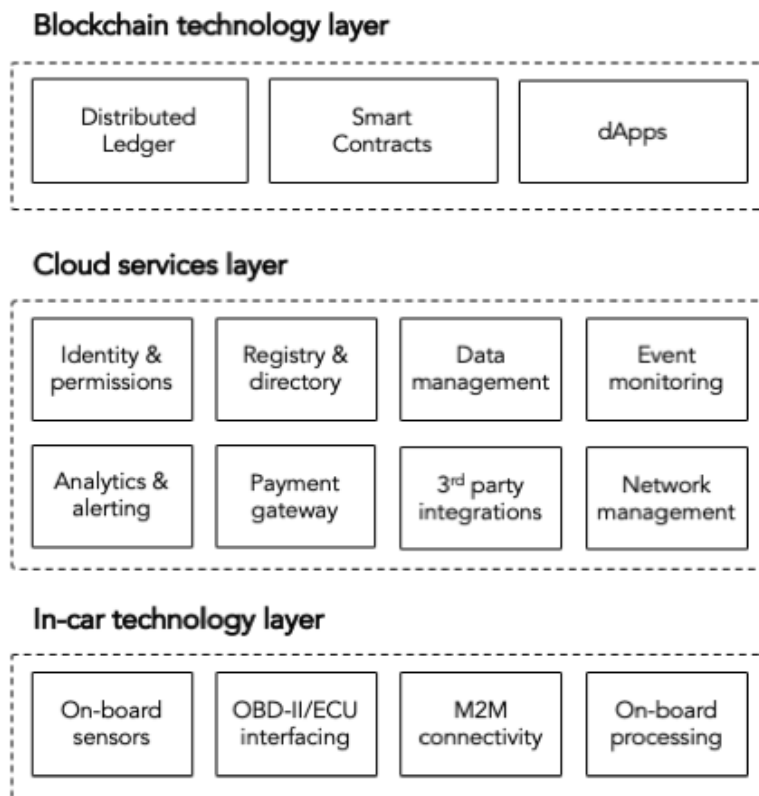 Blockchain technology layer
Distributed
Ledger
Smart
Contracts
dApps
Cloud services layer
Identity &
permissions
Registry &
directory
Data
management
Event
monitoring
Analytics &
alerting
Payment
gateway
3rd party
integrations
Network
management
In-car technology layer
On-board
sensors
OBD-II/ECU
interfacing
M2M
connectivity
On-board
processing